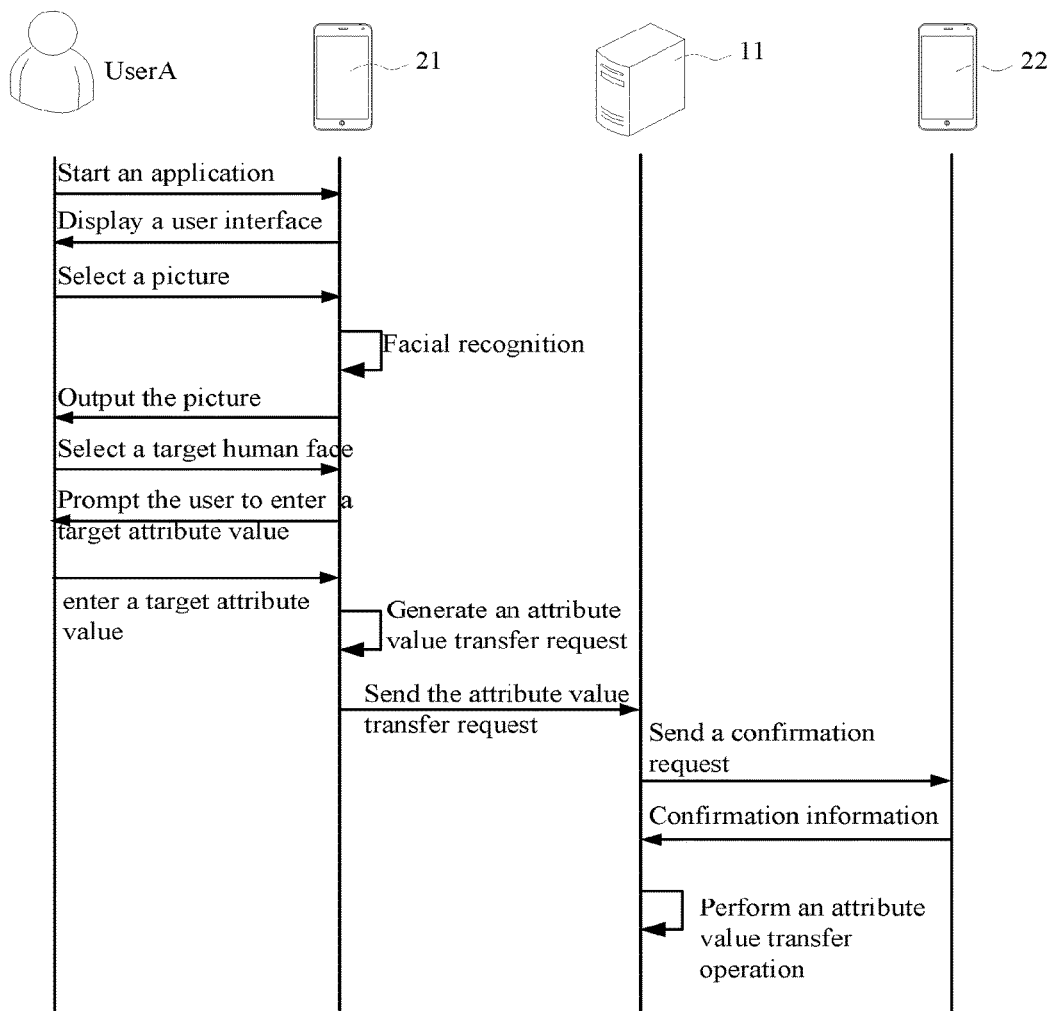 UserA
21
11
22
Start an application
Display a user interface
Select a picture
Facial recognition
Output the picture
Select a target human face
Prompt the user to enter a
target attribute value
enter a target attribute
value
Generate an attribute
value transfer request
Send the attribute value
transfer request
Send a confirmation
request
Confirmation information
Perform an attribute
value transfer
operation